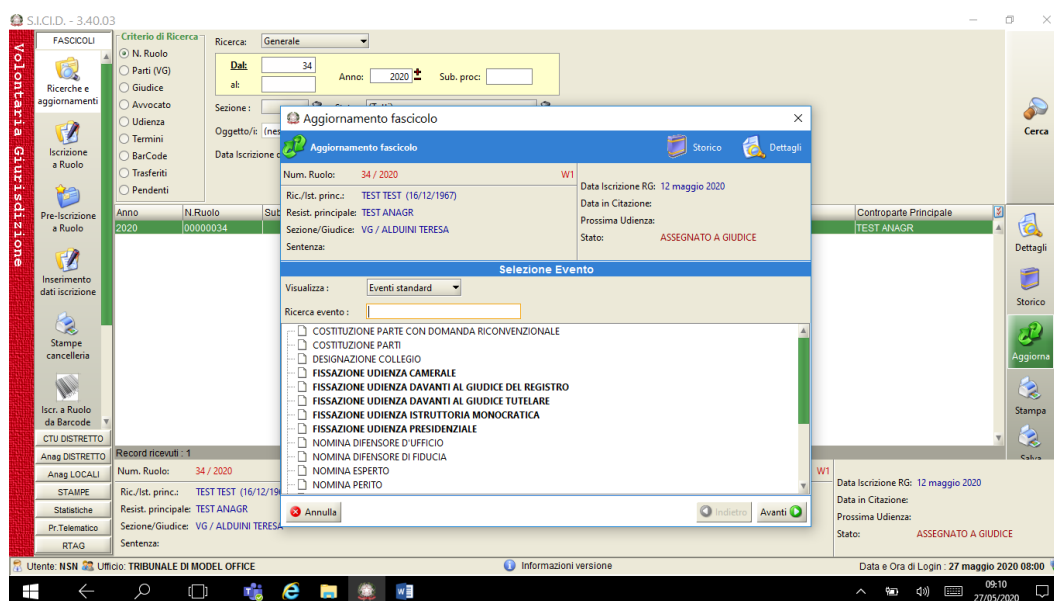 S.I.CI.D. - 3.40.03
Volontaria Giurisdizione
FASCICOLI
Ricerche e
aggiornamenti
Iscrizione
a Ruolo
Pre-Iscrizione
a Ruolo
Inserimento
dati iscrizione
Stampe
cancelleria
Iscr. a Ruolo
da Barcode
CTU DISTRETTO
Anag DISTRETTO
Anag LOCALI
STAMPE
Statistiche
Pr.Telematico
RTAG
Criterio di Ricerca
N. Ruolo
Parti (VG)
Giudice
Avvocato
Udienza
Termini
BarCode
Trasferiti
Pendenti
Ricerca: Generale
Dal: 34
al:
Anno: 2020 Sub. proc:
Sezione :
Oggetto/i: (nes
Data Iscrizione
Cerca
Anno N.Ruolo Sub Controparte Principale
2020 00000034 TEST ANAGR
Aggiornamento fascicolo
Aggiornamento fascicolo Storico Dettagli
Num. Ruolo: 34 / 2020 W1
Ric./Ist. princ.: TEST TEST (16/12/1967)
Resist. principale: TEST ANAGR
Sezione/Giudice: VG / ALDUINI TERESA
Sentenza:
Data Iscrizione RG: 12 maggio 2020
Data in Citazione:
Prossima Udienza:
Stato: ASSEGNATO A GIUDICE
Selezione Evento
Visualizza : Eventi standard
Ricerca evento :
COSTITUZIONE PARTE CON DOMANDA RICONVENZIONALE
COSTITUZIONE PARTI
DESIGNAZIONE COLLEGIO
FISSAZIONE UDIENZA CAMERALE
FISSAZIONE UDIENZA DAVANTI AL GIUDICE DEL REGISTRO
FISSAZIONE UDIENZA DAVANTI AL GIUDICE TUTELARE
FISSAZIONE UDIENZA ISTRUTTORIA MONOCRATICA
FISSAZIONE UDIENZA PRESIDENZIALE
NOMINA DIFENSORE D'UFFICIO
NOMINA DIFENSORE DI FIDUCIA
NOMINA ESPERTO
NOMINA PERITO
Annulla Indietro Avanti
Dettagli
Storico
Aggiorna
Stampa
Salva
Record ricevuti : 1
Num. Ruolo: 34 / 2020 W1
Ric./Ist. princ.: TEST TEST (16/12/19
Resist. principale: TEST ANAGR
Sezione/Giudice: VG / ALDUINI TERESA
Sentenza:
Data Iscrizione RG: 12 maggio 2020
Data in Citazione:
Prossima Udienza:
Stato: ASSEGNATO A GIUDICE
Utente: NSN Ufficio: TRIBUNALE DI MODEL OFFICE Informazioni versione Data e Ora di Login : 27 maggio 2020 08:00
09:10
27/05/2020